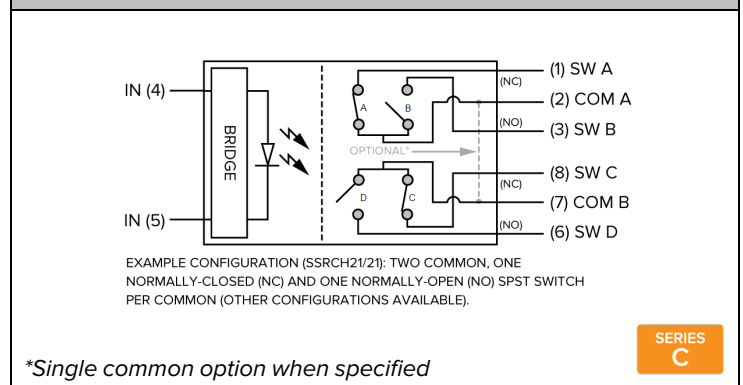 (1) SW A
(NC)
IN (4)
(2) COM A
A
B
(NO)
(3) SW B
BRIDGE
OPTIONAL*
(8) SW C
(NC)
D
C
(7) COM B
IN (5)
(NO)
(6) SW D
EXAMPLE CONFIGURATION (SSRCH21/21): TWO COMMON, ONE
NORMALLY-CLOSED (NC) AND ONE NORMALLY-OPEN (NO) SPST SWITCH
PER COMMON (OTHER CONFIGURATIONS AVAILABLE).
*Single common option when specified
SERIES
C